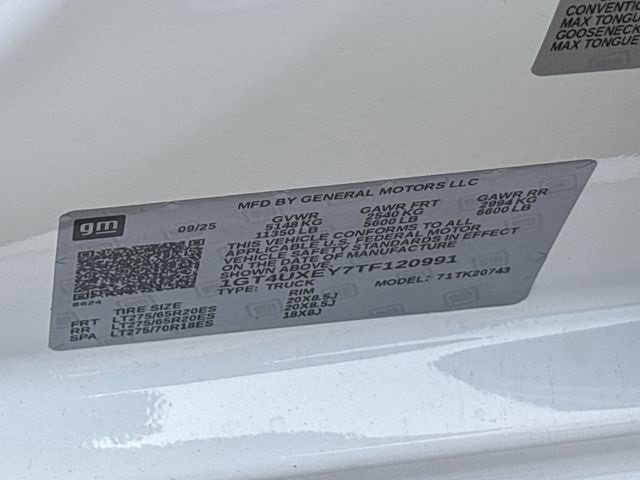 CONVENTIO
MAX TONGU
GOOSENECK
MAX TONGUE
MFD BY GENERAL MOTORS LLC
gm
09/25
GVWR GAWR FRT GAWR RR
5148 KG 2540 KG 2994 KG
11350 LB 5600 LB 6600 LB
THIS VEHICLE CONFORMS TO ALL
APPLICABLE U.S. FEDERAL MOTOR
VEHICLE SAFETY STANDARDS IN EFFECT
ON THE DATE OF MANUFACTURE
SHOWN ABOVE.
1GT4UXEY7TF120991
TYPE: TRUCK MODEL: 71TK20743
8624
TIRE SIZE RIM
FRT LT275/65R20ES 20X8.5J
RR LT275/65R20ES 20X8.5J
SPA LT275/70R18ES 18X8J